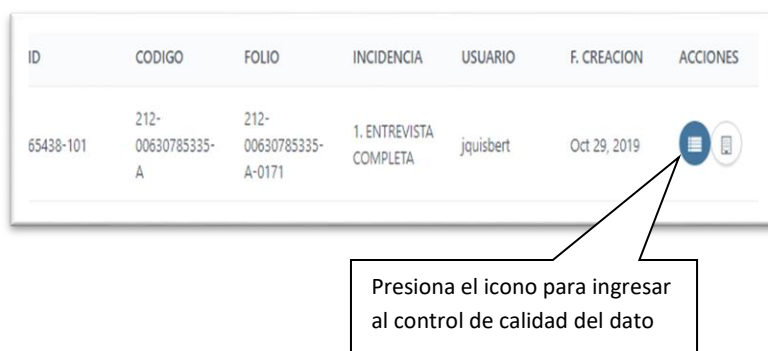 ID CODIGO FOLIO INCIDENCIA USUARIO F. CREACION ACCIONES
212- 212- 1. ENTREVISTA
65438-101 00630785335- 00630785335- COMPLETA jquisbert Oct 29, 2019
A A-0171
Presiona el icono para ingresar
al control de calidad del dato